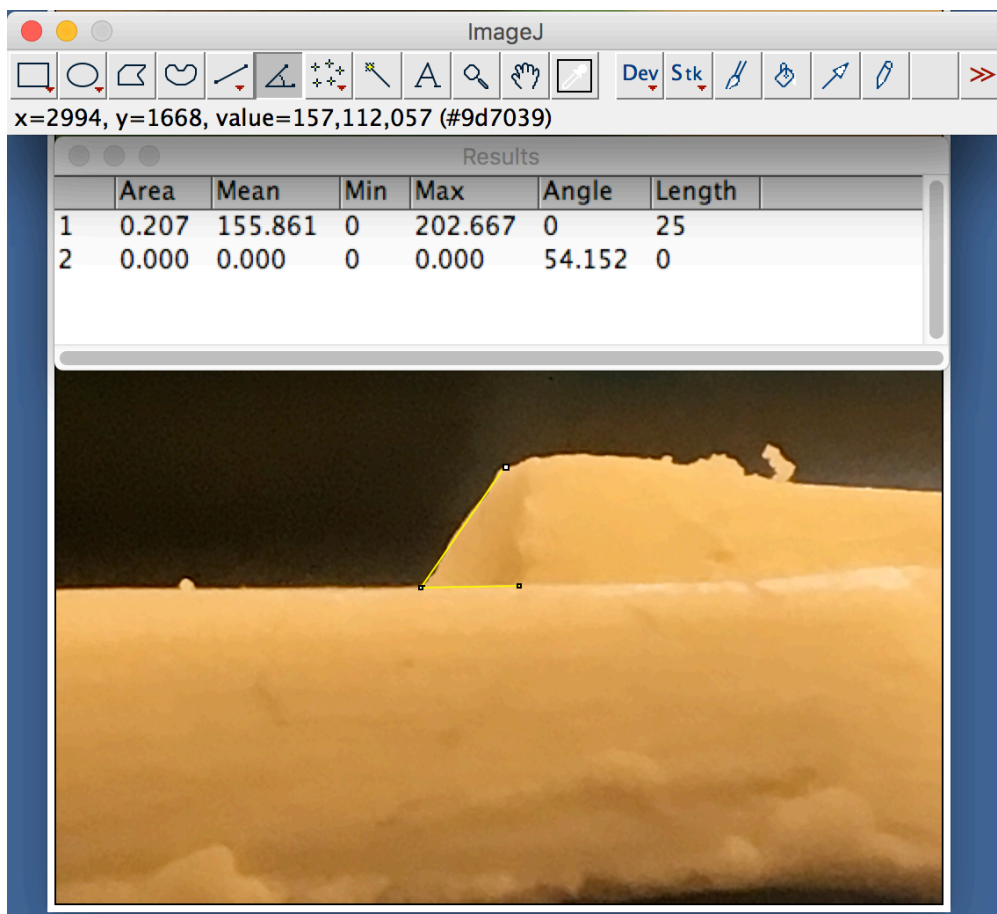 ImageJ
A Dev Stk >>
x=2994, y=1668, value=157,112,057 (#9d7039)
Results
Area Mean Min Max Angle Length
1 0.207 155.861 0 202.667 0 25
2 0.000 0.000 0 0.000 54.152 0